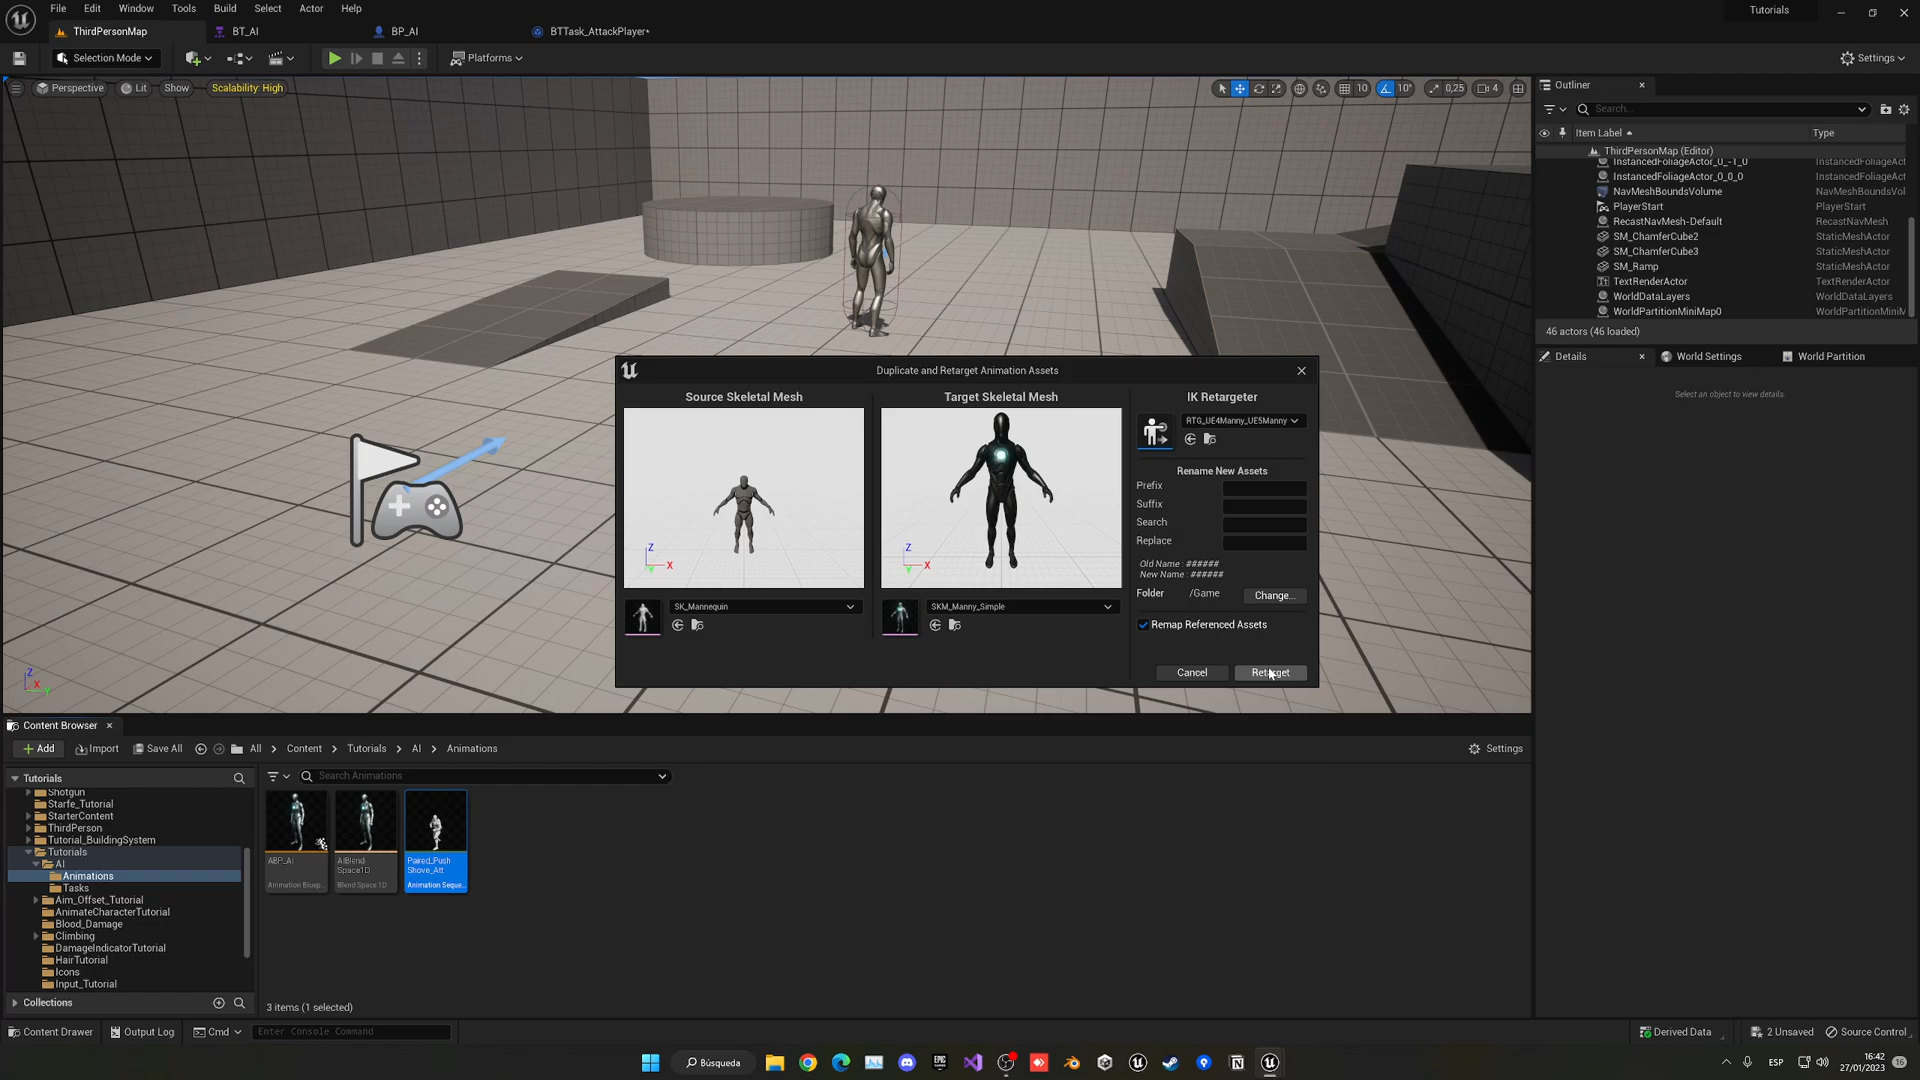 File Edit Window Tools Build Select Actor Help
Tutorials
ThirdPersonMap BT_AI BP_AI BTTask_AttackPlayer*
Selection Mode Platforms Settings
Perspective Lit Show Scalability: High
10 10° 0,25 4
Outliner
Search...
Item Label Type
ThirdPersonMap (Editor)
InstancedFoliageActor_0_-1_0 InstancedFoliageAct
InstancedFoliageActor_0_0_0 InstancedFoliageAct
NavMeshBoundsVolume NavMeshBoundsVol
PlayerStart PlayerStart
RecastNavMesh-Default RecastNavMesh
SM_ChamferCube2 StaticMeshActor
SM_ChamferCube3 StaticMeshActor
SM_Ramp StaticMeshActor
TextRenderActor TextRenderActor
WorldDataLayers WorldDataLayers
WorldPartitionMiniMap0 WorldPartitionMiniM
46 actors (46 loaded)
Details World Settings World Partition
Select an object to view details.
Duplicate and Retarget Animation Assets
Source Skeletal Mesh Target Skeletal Mesh IK Retargeter
RTG_UE4Manny_UE5Manny
Rename New Assets
Prefix
Suffix
Search
Replace
Old Name : ######
New Name : ######
Folder /Game Change...
Z X Y
Z X Y
SK_Mannequin SKM_Manny_Simple
Remap Referenced Assets
Cancel Retarget
Z X Y
Content Browser
Add Import Save All All Content Tutorials AI Animations Settings
Tutorials
Search Animations
Shotgun
Starfe_Tutorial
StarterContent
ThirdPerson
Tutorial_BuildingSystem
Tutorials
AI
Animations
Tasks
Aim_Offset_Tutorial
AnimateCharacterTutorial
Blood_Damage
Climbing
DamageIndicatorTutorial
HairTutorial
Icons
Input_Tutorial
Collections
ABP_AI
Animation Bluep...
AIBlend
Space1D
Blend Space 1D
Paired_Push
Shove_Att
Animation Seque...
3 items (1 selected)
Content Drawer Output Log Cmd Enter Console Command
Derived Data 2 Unsaved Source Control
Búsqueda
ESP
16:42
27/01/2023
16